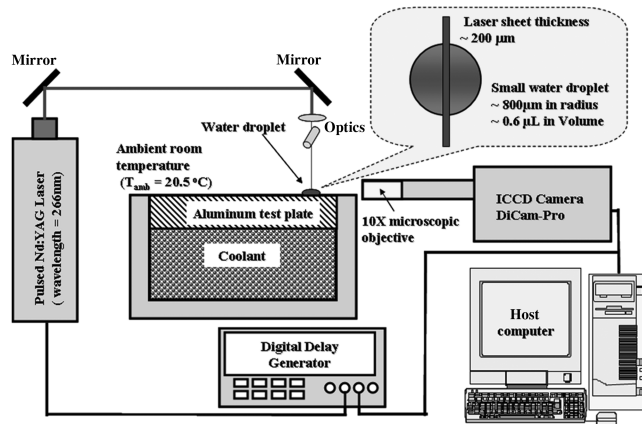 Mirror
Mirror
Laser sheet thickness
~ 200 μm
Small water droplet
~ 800μm in radius
~ 0.6 μL in Volume
Optics
Water droplet
Ambient room
temperature
(Tamb = 20.5 °C)
Pulsed Nd:YAG Laser
( wavelength = 266nm)
Aluminum test plate
Coolant
10X microscopic
objective
ICCD Camera
DiCam-Pro
Host
computer
Digital Delay
Generator